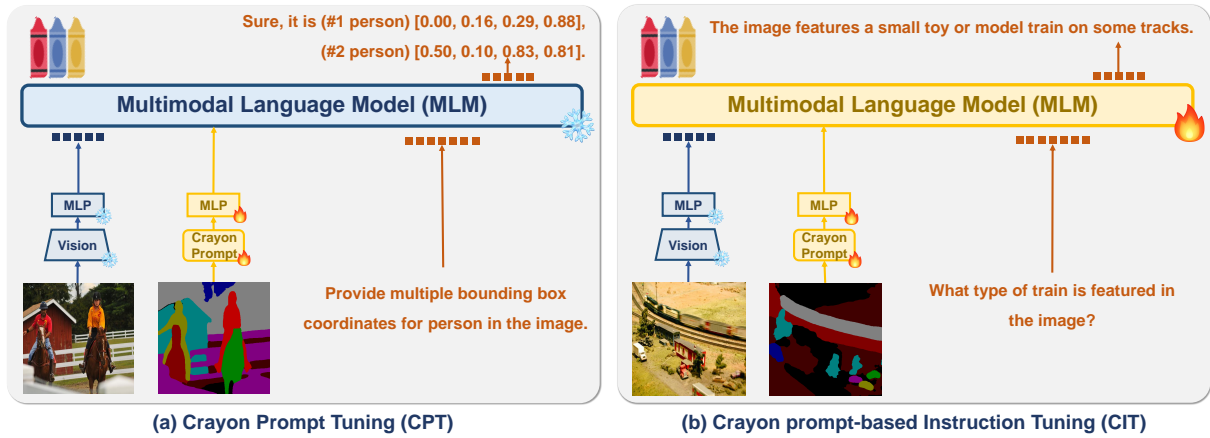 Sure, it is (#1 person) [0.00, 0.16, 0.29, 0.88],
(#2 person) [0.50, 0.10, 0.83, 0.81].
Multimodal Language Model (MLM)
MLP
MLP
Vision
Crayon
Prompt
Provide multiple bounding box
coordinates for person in the image.
(a) Crayon Prompt Tuning (CPT)
The image features a small toy or model train on some tracks.
Multimodal Language Model (MLM)
MLP
MLP
Vision
Crayon
Prompt
What type of train is featured in
the image?
(b) Crayon prompt-based Instruction Tuning (CIT)